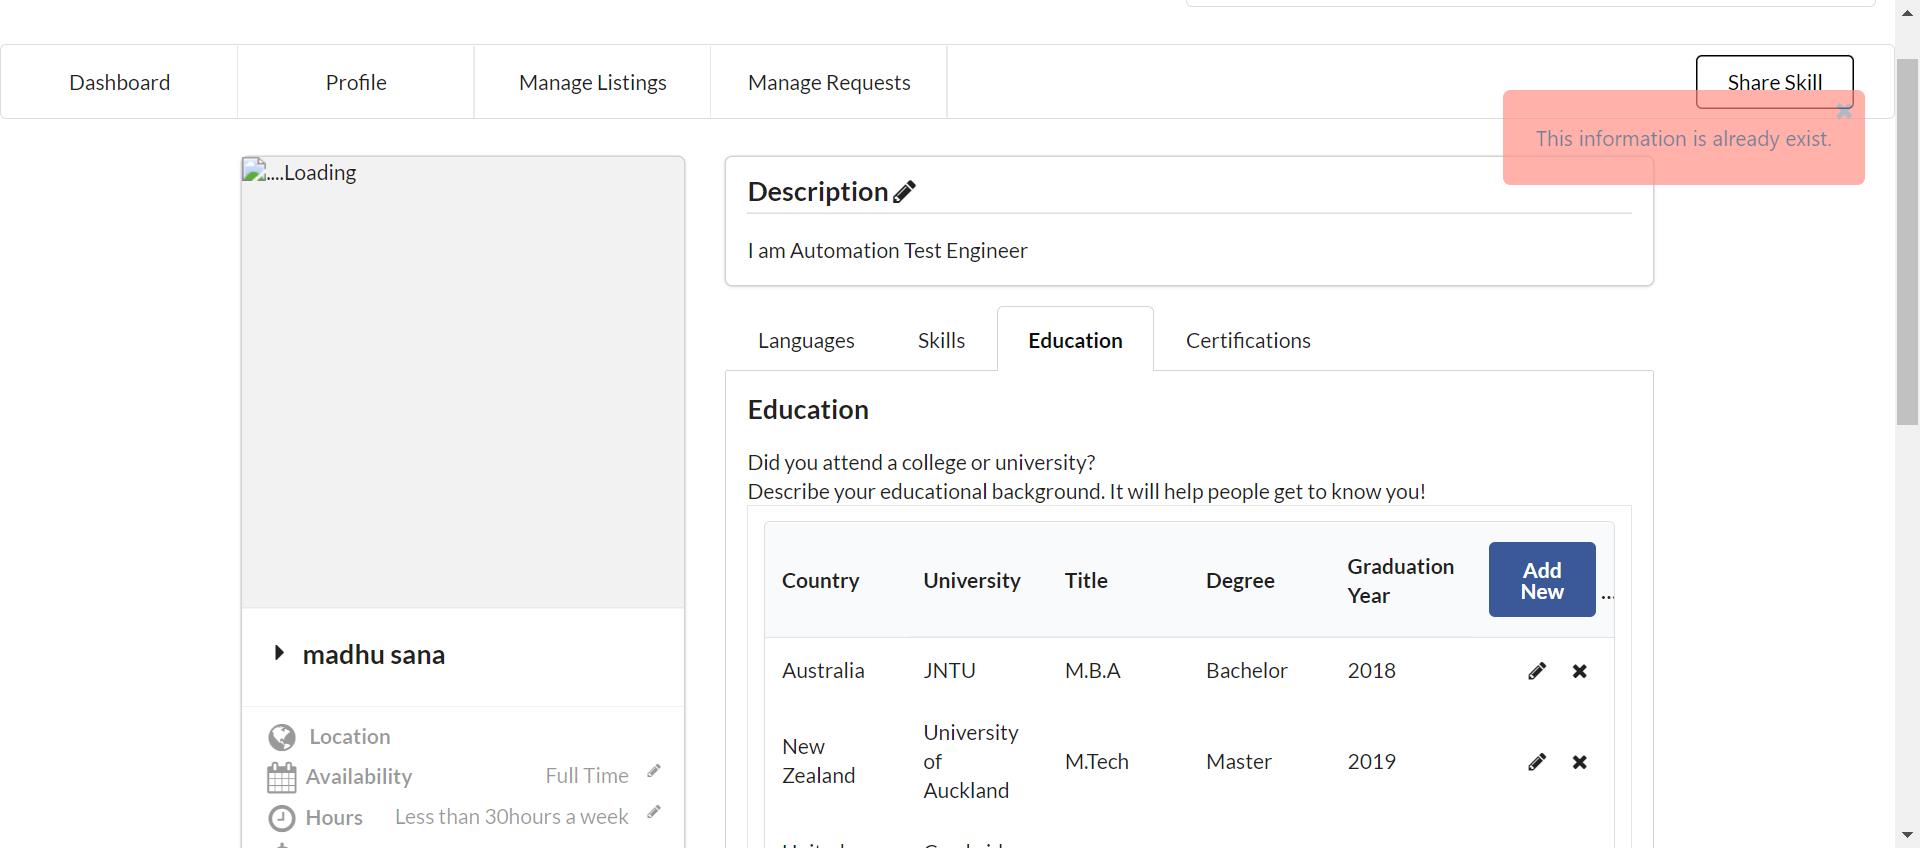 Dashboard
Profile
Manage Listings
Manage Requests
Share Skill
This information is already exist.
....Loading
Description
I am Automation Test Engineer
Languages
Skills
Education
Certifications
Education
Did you attend a college or university?
Describe your educational background. It will help people get to know you!
Country
University
Title
Degree
Graduation
Year
Add
New
...
Australia
JNTU
M.B.A
Bachelor
2018
New
Zealand
University
of
Auckland
M.Tech
Master
2019
madhu sana
Location
Availability
Full Time
Hours
Less than 30hours a week